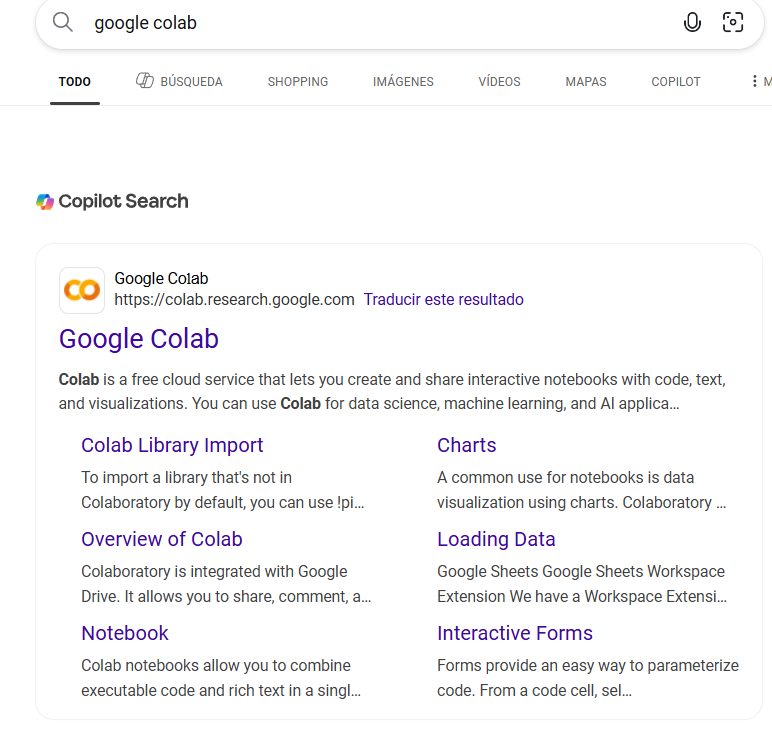 google colab
TODO BÚSQUEDA SHOPPING IMÁGENES VÍDEOS MAPAS COPILOT M
Copilot Search
Google Colab
https://colab.research.google.com Traducir este resultado
Google Colab
Colab is a free cloud service that lets you create and share interactive notebooks with code, text,
and visualizations. You can use Colab for data science, machine learning, and AI applica...
Colab Library Import
To import a library that's not in
Colaboratory by default, you can use !pi...
Charts
A common use for notebooks is data
visualization using charts. Colaboratory ...
Overview of Colab
Colaboratory is integrated with Google
Drive. It allows you to share, comment, a...
Loading Data
Google Sheets Google Sheets Workspace
Extension We have a Workspace Extensi...
Notebook
Colab notebooks allow you to combine
executable code and rich text in a singl...
Interactive Forms
Forms provide an easy way to parameterize
code. From a code cell, sel...